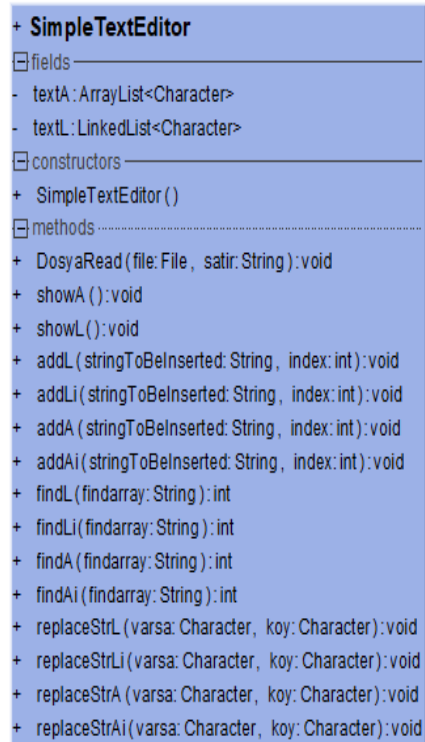 + SimpleTextEditor
fields
- textA : ArrayList<Character>
- textL : LinkedList<Character>
constructors
+ SimpleTextEditor ( )
methods
+ DosyaRead ( file: File , satir: String ) : void
+ showA ( ) : void
+ showL ( ) : void
+ addL ( stringToBeInserted: String , index: int ) : void
+ addLi ( stringToBeInserted: String , index: int ) : void
+ addA ( stringToBeInserted: String , index: int ) : void
+ addAi ( stringToBeInserted: String , index: int ) : void
+ findL ( findarray: String ) : int
+ findLi ( findarray: String ) : int
+ findA ( findarray: String ) : int
+ findAi ( findarray: String ) : int
+ replaceStrL ( varsa: Character , koy: Character ) : void
+ replaceStrLi ( varsa: Character , koy: Character ) : void
+ replaceStrA ( varsa: Character , koy: Character ) : void
+ replaceStrAi ( varsa: Character , koy: Character ) : void